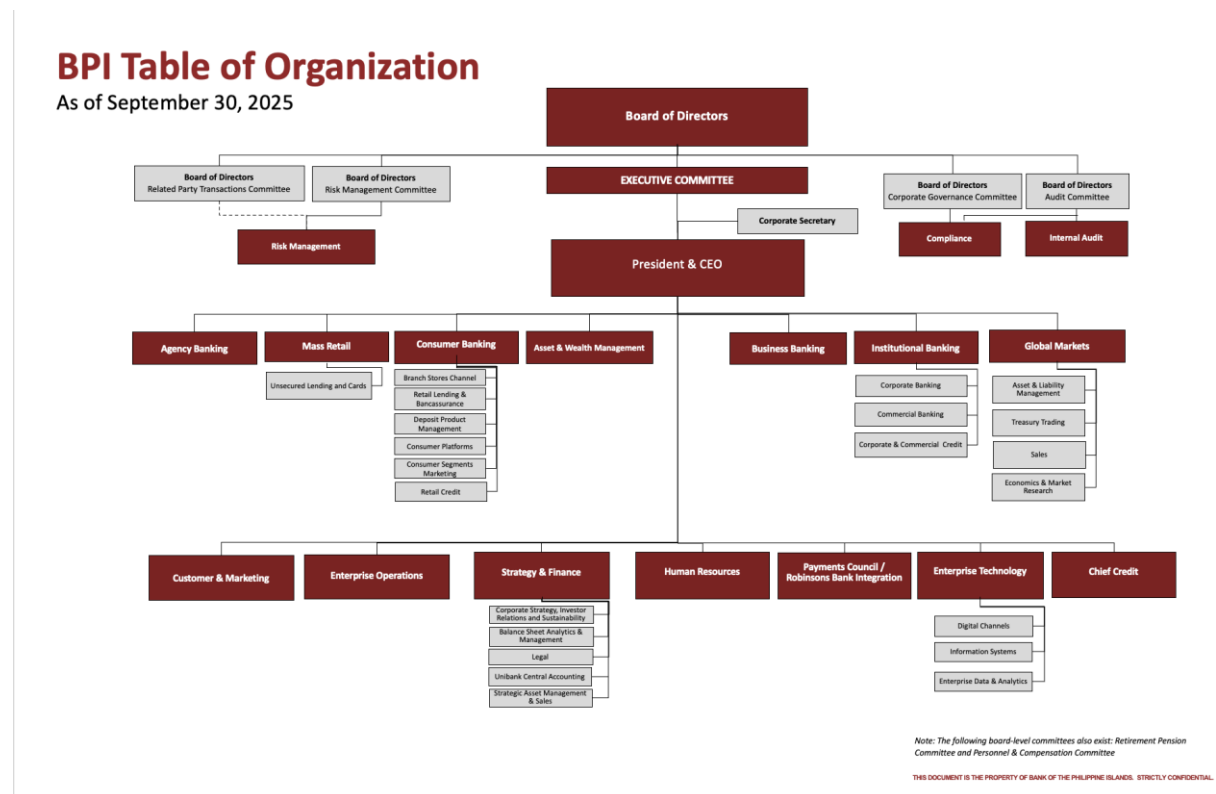 BPI Table of Organization
As of September 30, 2025
Board of Directors
Board of Directors
Related Party Transactions Committee
Board of Directors
Risk Management Committee
EXECUTIVE COMMITTEE
Board of Directors
Corporate Governance Committee
Board of Directors
Audit Committee
Corporate Secretary
Risk Management
Compliance
Internal Audit
President & CEO
Agency Banking
Mass Retail
Consumer Banking
Asset & Wealth Management
Business Banking
Institutional Banking
Global Markets
Unsecured Lending and Cards
Branch Stores Channel
Retail Lending &
Bancassurance
Deposit Product
Management
Consumer Platforms
Consumer Segments
Marketing
Retail Credit
Corporate Banking
Commercial Banking
Corporate & Commercial Credit
Asset & Liability
Management
Treasury Trading
Sales
Economics & Market
Research
Customer & Marketing
Enterprise Operations
Strategy & Finance
Human Resources
Payments Council /
Robinsons Bank Integration
Enterprise Technology
Chief Credit
Corporate Strategy, Investor
Relations and Sustainability
Balance Sheet Analytics &
Management
Legal
Unibank Central Accounting
Strategic Asset Management
& Sales
Digital Channels
Information Systems
Enterprise Data & Analytics
Note: The following board-level committees also exist: Retirement Pension
Committee and Personnel & Compensation Committee
THIS DOCUMENT IS THE PROPERTY OF BANK OF THE PHILIPPINE ISLANDS. STRICTLY CONFIDENTIAL.